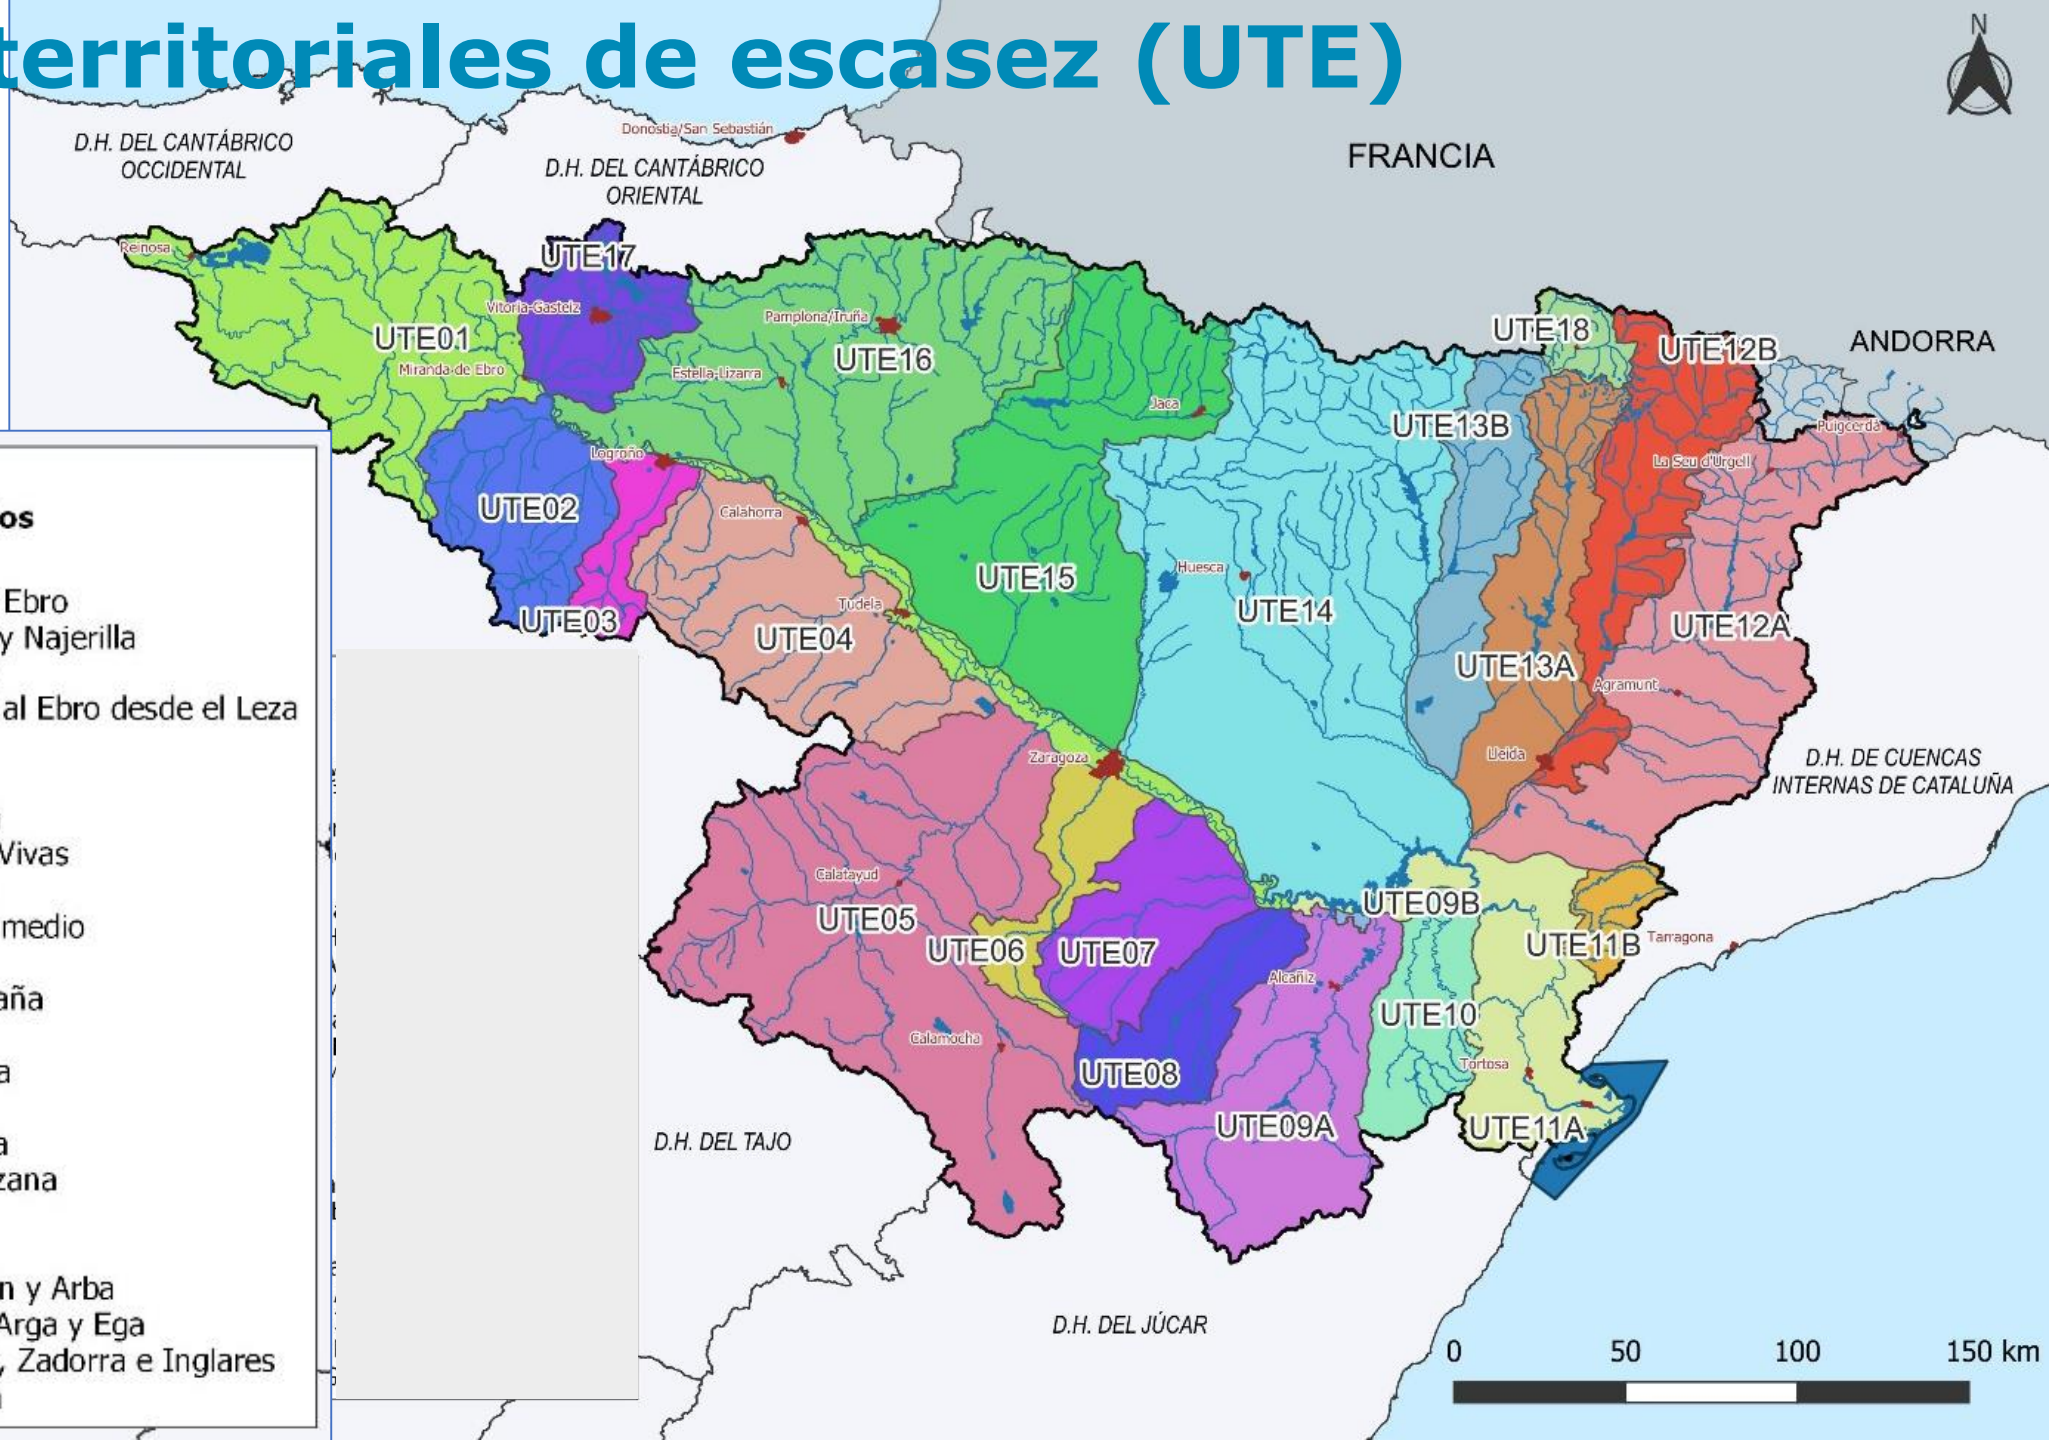 territoriales de escasez (UTE)
N
D.H. DEL CANTÁBRICO
OCCIDENTAL
Donostia/San Sebastián
D.H. DEL CANTÁBRICO
ORIENTAL
FRANCIA
Reinosa
UTE17
Vitoria-Gasteiz
Pamplona/Iruña
UTE01
UTE16
UTE18
UTE12B
ANDORRA
Miranda de Ebro
Estella-Lizarra
Jaca
UTE13B
Puigcerdá
Logroño
La Seu d'Urgell
UTE02
Calahorra
UTE15
Huesca
UTE14
UTE03
Tudela
UTE04
UTE12A
UTE13A
Agramunt
Zaragoza
Lleida
D.H. DE CUENCAS
INTERNAS DE CATALUÑA
Calatayud
UTE05
UTE06
UTE07
UTE09B
UTE11B
Tarragona
Alcañiz
UTE10
Calamocha
UTE08
Tortosa
UTE09A
UTE11A
D.H. DEL TAJO
D.H. DEL JÚCAR
0 50 100 150 km
os
Ebro
y Najerilla
al Ebro desde el Leza
Vivas
medio
aña
a
a
zana
n y Arba
Arga y Ega
, Zadorra e Inglares